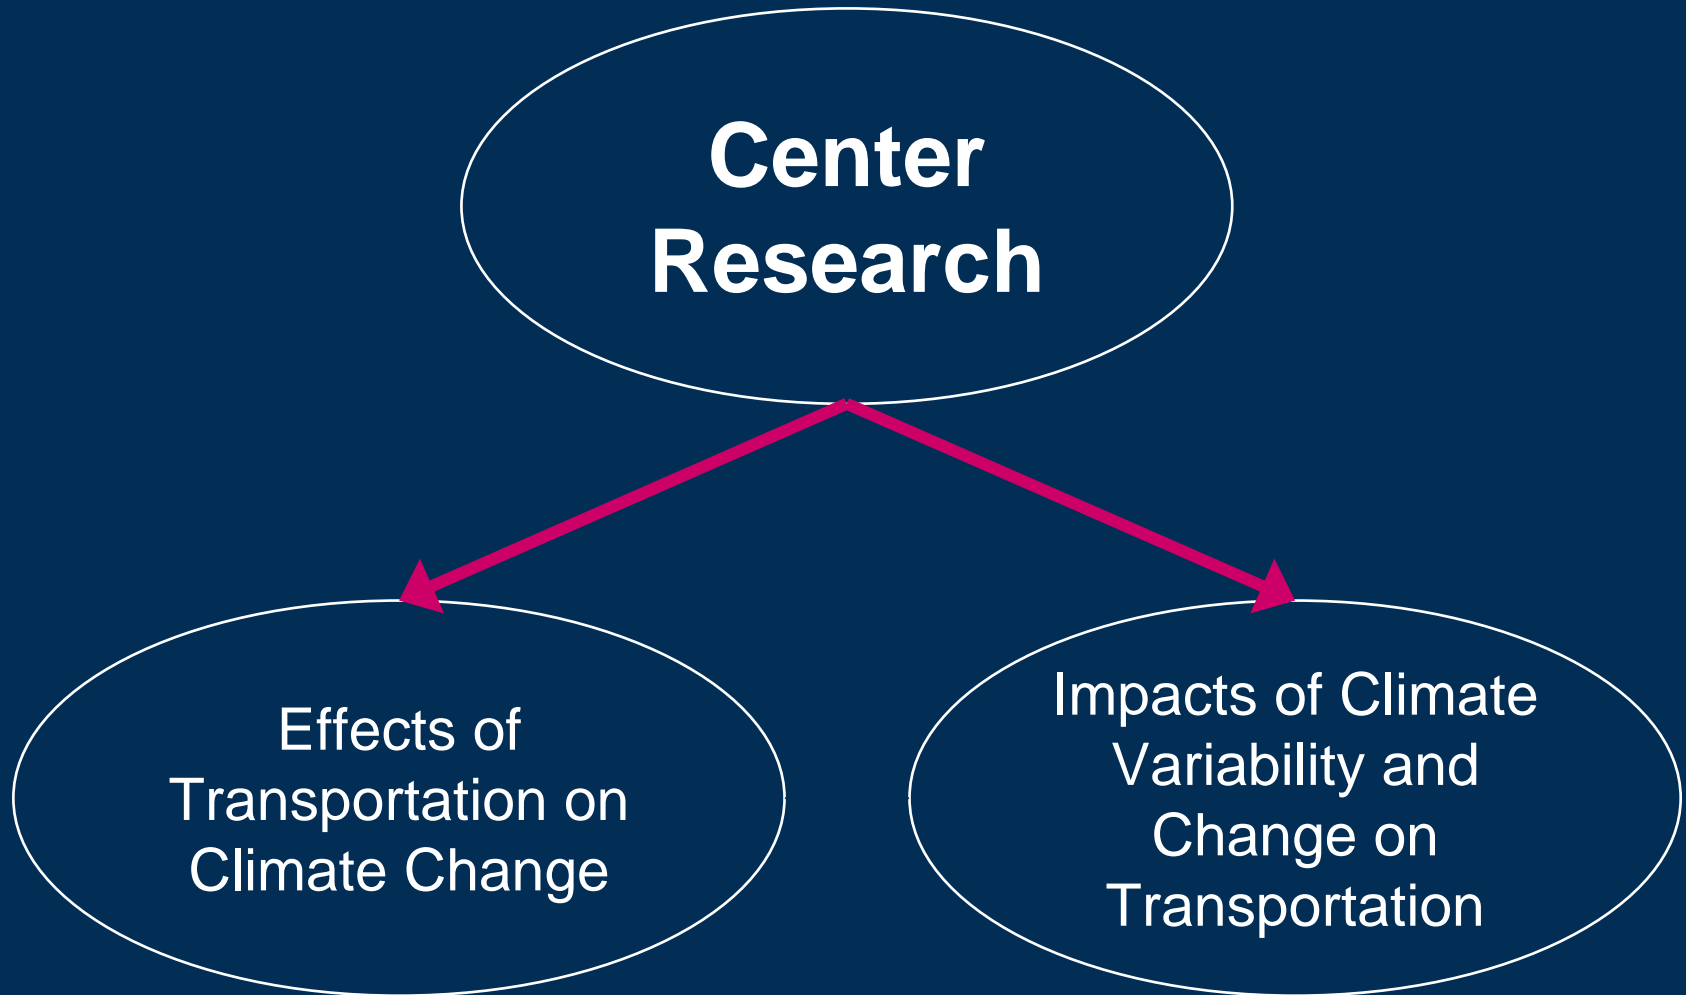 Center
Research
Effects of
Transportation on
Climate Change
Impacts of Climate
Variability and
Change on
Transportation